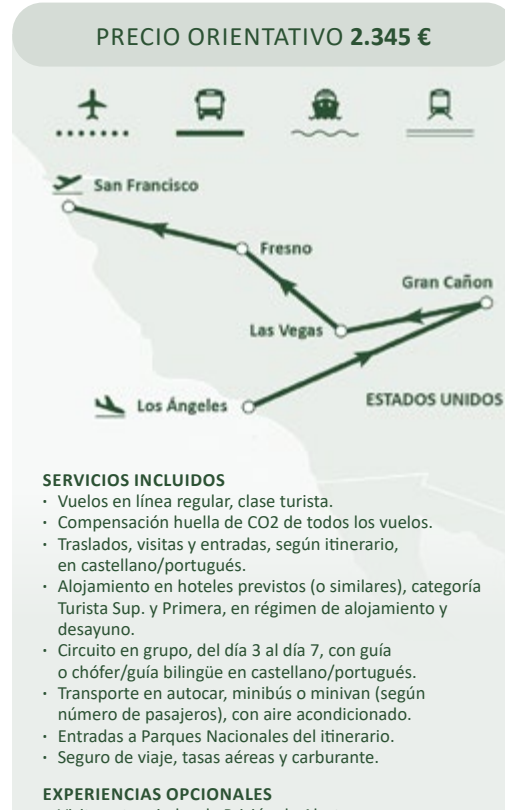 PRECIO ORIENTATIVO 2.345 €
San Francisco
Fresno
Gran Cañon
Las Vegas
Los Ángeles
ESTADOS UNIDOS
SERVICIOS INCLUIDOS
· Vuelos en línea regular, clase turista.
· Compensación huella de CO2 de todos los vuelos.
· Traslados, visitas y entradas, según itinerario,
en castellano/portugués.
· Alojamiento en hoteles previstos (o similares), categoría
Turista Sup. y Primera, en régimen de alojamiento y
desayuno.
· Circuito en grupo, del día 3 al día 7, con guía
o chófer/guía bilingüe en castellano/portugués.
· Transporte en autocar, minibús o minivan (según
número de pasajeros), con aire acondicionado.
· Entradas a Parques Nacionales del itinerario.
· Seguro de viaje, tasas aéreas y carburante.
EXPERIENCIAS OPCIONALES